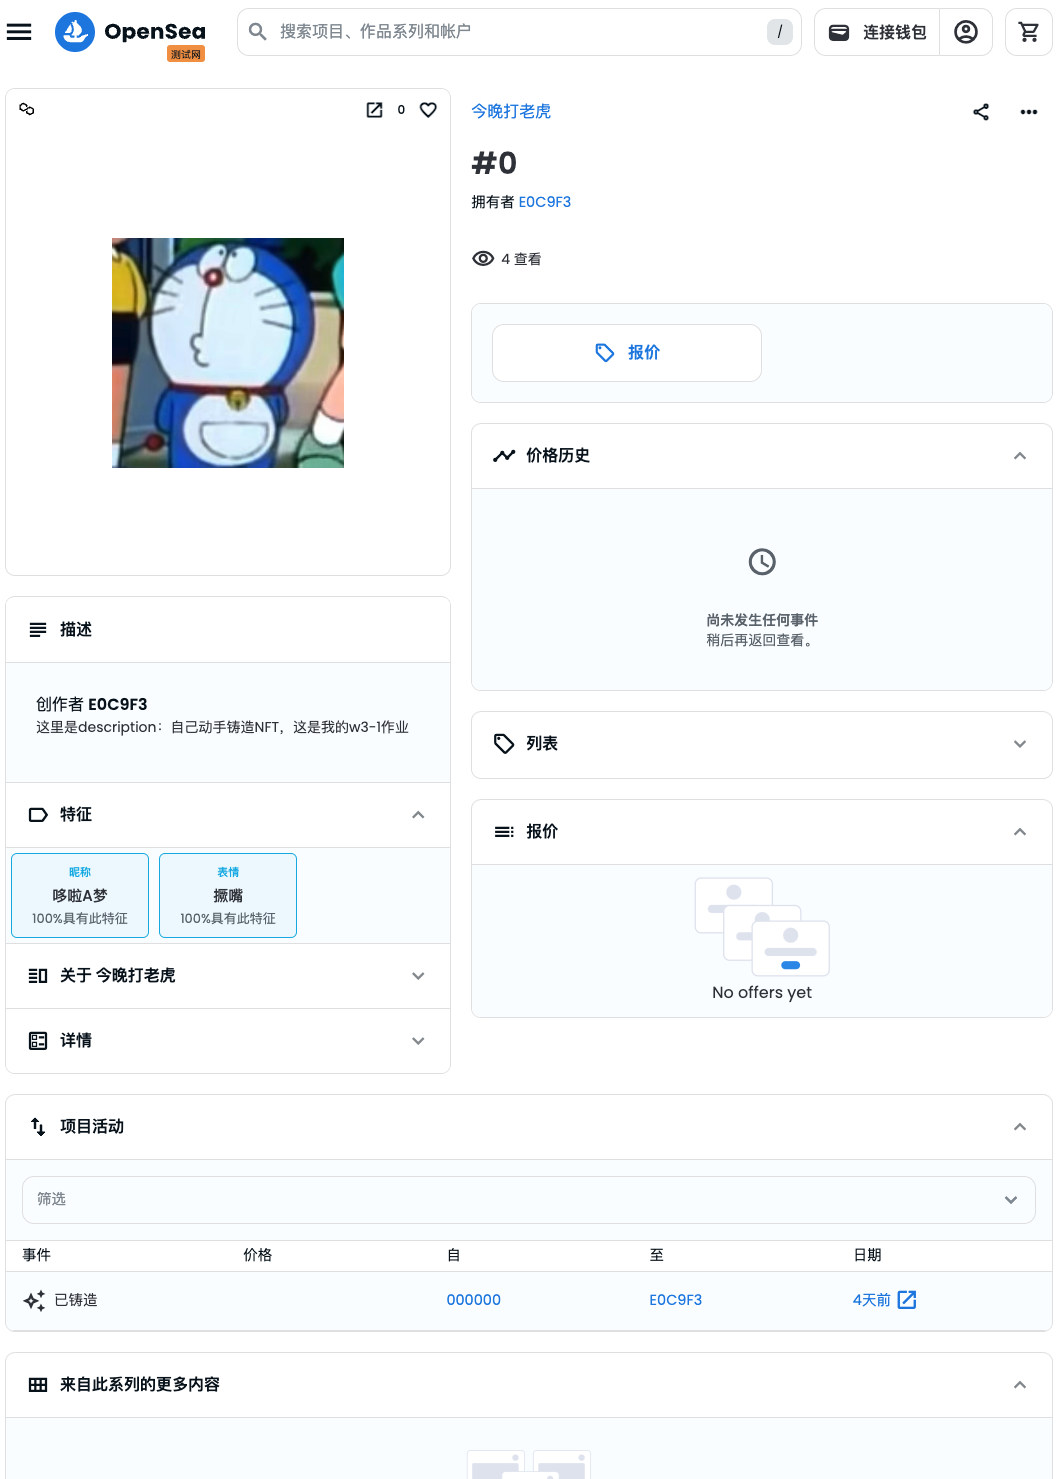 OpenSea
测试网
搜索项目、作品系列和帐户
/
连接钱包
0
今晚打老虎
#0
拥有者 E0C9F3
4 查看
报价
价格历史
尚未发生任何事件
稍后再返回查看。
描述
创作者 E0C9F3
这里是description：自己动手铸造NFT，这是我的w3-1作业
列表
特征
昵称
哆啦A梦
100%具有此特征
表情
撅嘴
100%具有此特征
报价
No offers yet
关于 今晚打老虎
详情
项目活动
筛选
事件 价格 自 至 日期
已铸造 000000 E0C9F3 4天前
来自此系列的更多内容